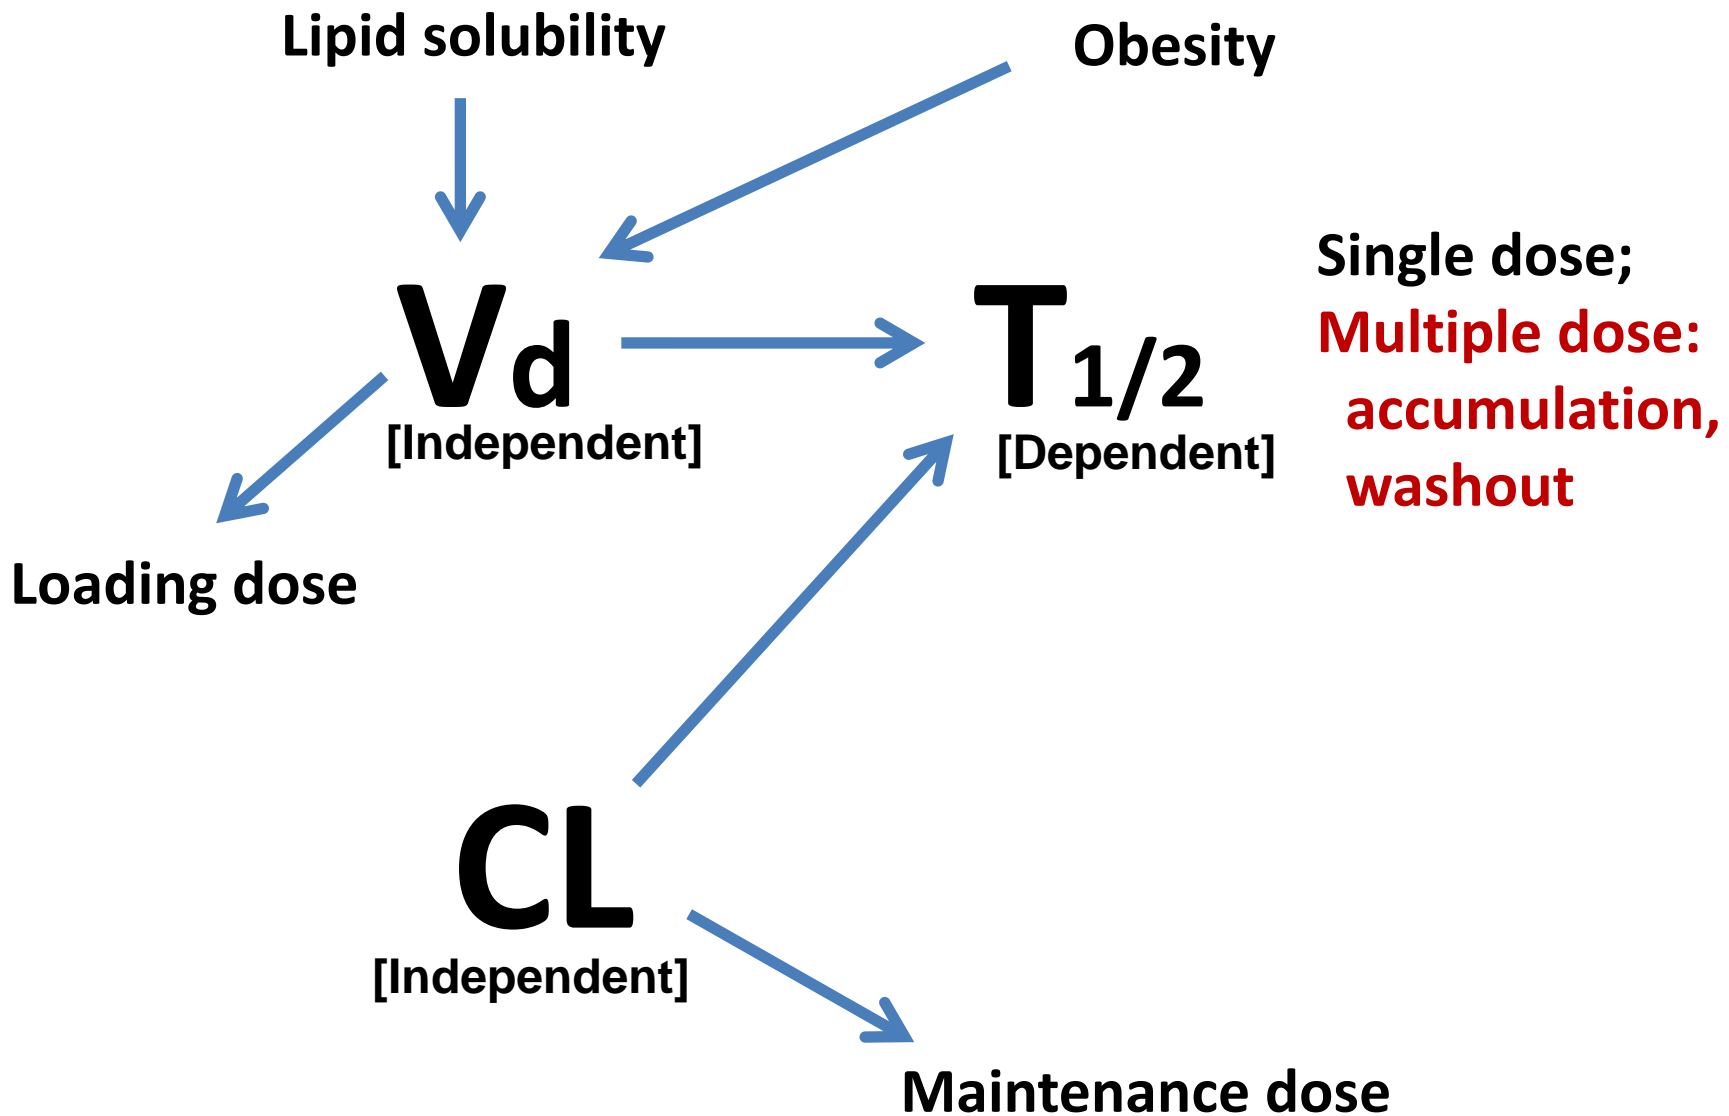 Lipid solubility
Obesity
Single dose;
Multiple dose:
accumulation,
washout
Vd
[Independent]
T1/2
[Dependent]
Loading dose
CL
[Independent]
Maintenance dose